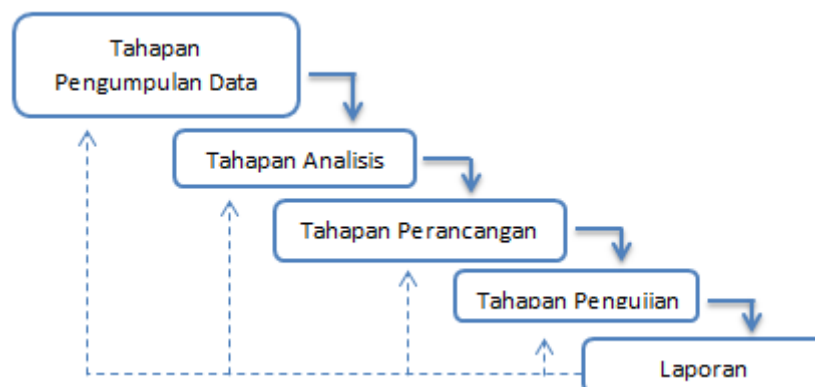 Tahapan
Pengumpulan Data
Tahapan Analisis
Tahapan Perancangan
Tahapan Pengujian
Laporan